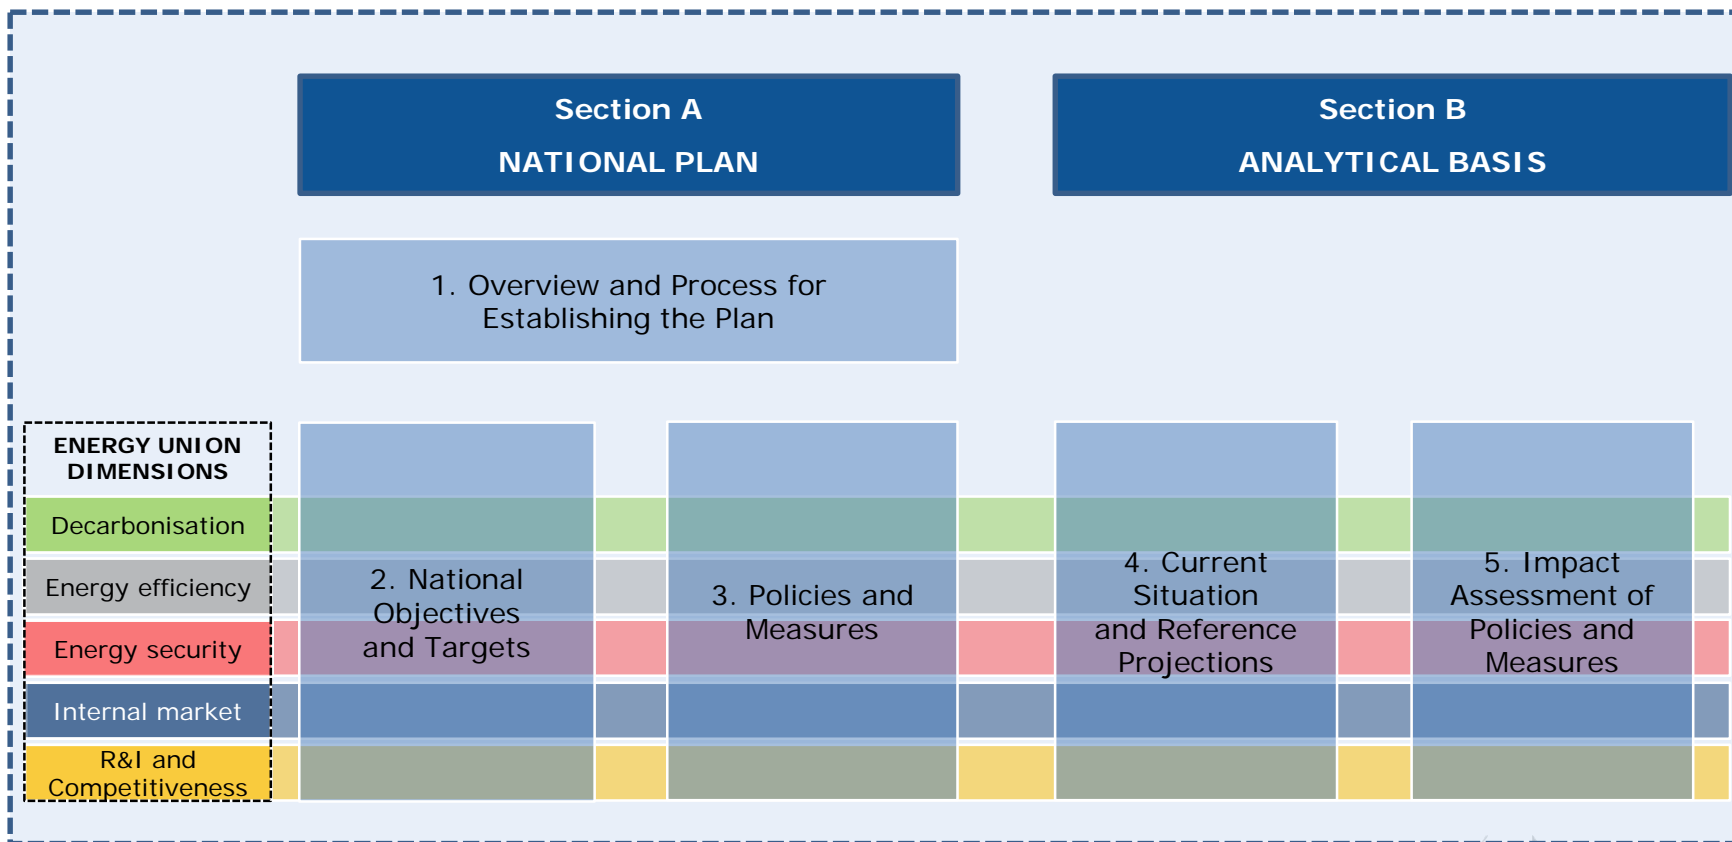 Section A
NATIONAL PLAN
Section B
ANALYTICAL BASIS
1. Overview and Process for
Establishing the Plan
ENERGY UNION
DIMENSIONS
Decarbonisation
Energy efficiency
Energy security
Internal market
R&I and
Competitiveness
2. National
Objectives
and Targets
3. Policies and
Measures
4. Current
Situation
and Reference
Projections
5. Impact
Assessment of
Policies and
Measures